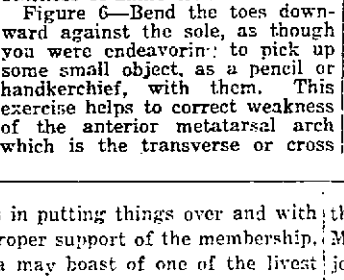 Figure 6—Bend the toes down-
ward against the sole, as though
you were endeavorin: to pick up
some small object, as a pencil or
handkerchief, with them. This
exercise helps to correct weakness
of the anterior metatarsal arch
which is the transverse or cross
in putting things over and with
roper support of the membership,
a may boast of one of the livest